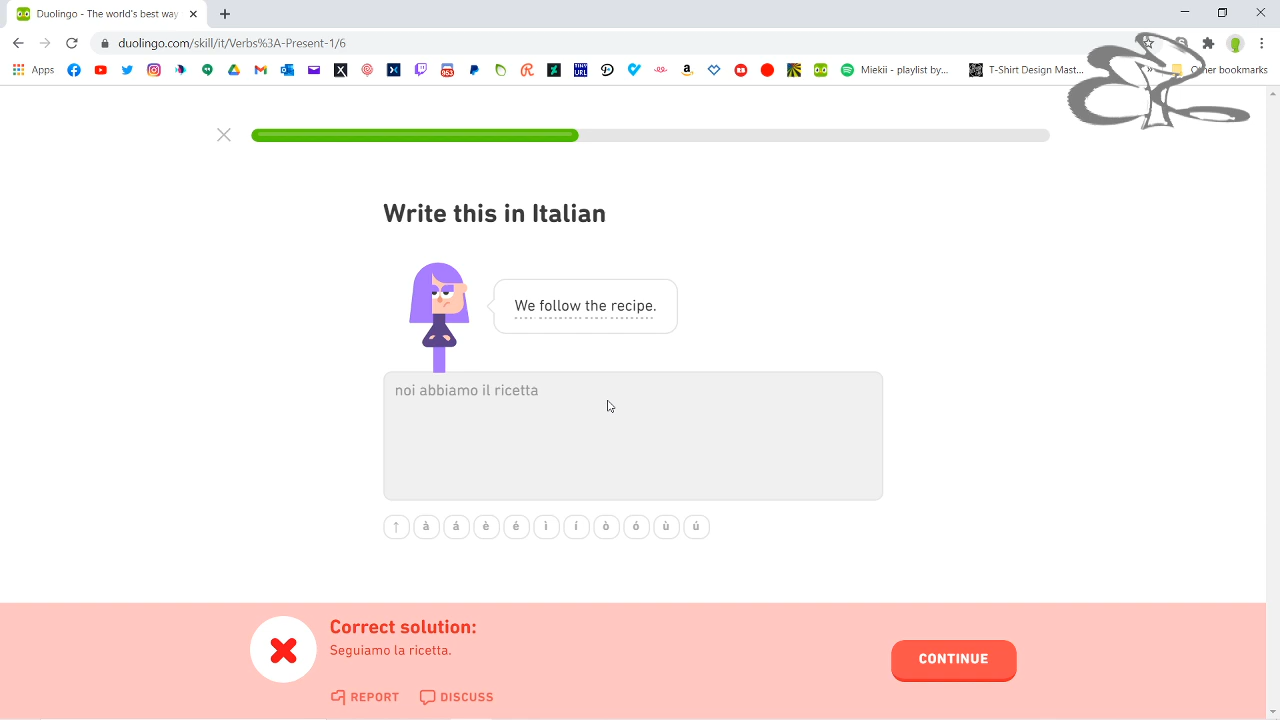 Duolingo - The world's best way
duolingo.com/skill/it/Verbs%3A-Present-1/6
Apps
Miekii - playlist by...
T-Shirt Design Mast...
»
Other bookmarks
Write this in Italian
We follow the recipe.
noi abbiamo il ricetta
↑ à á è é ì í ò ó ù ú
Correct solution:
Seguiamo la ricetta.
CONTINUE
REPORT
DISCUSS